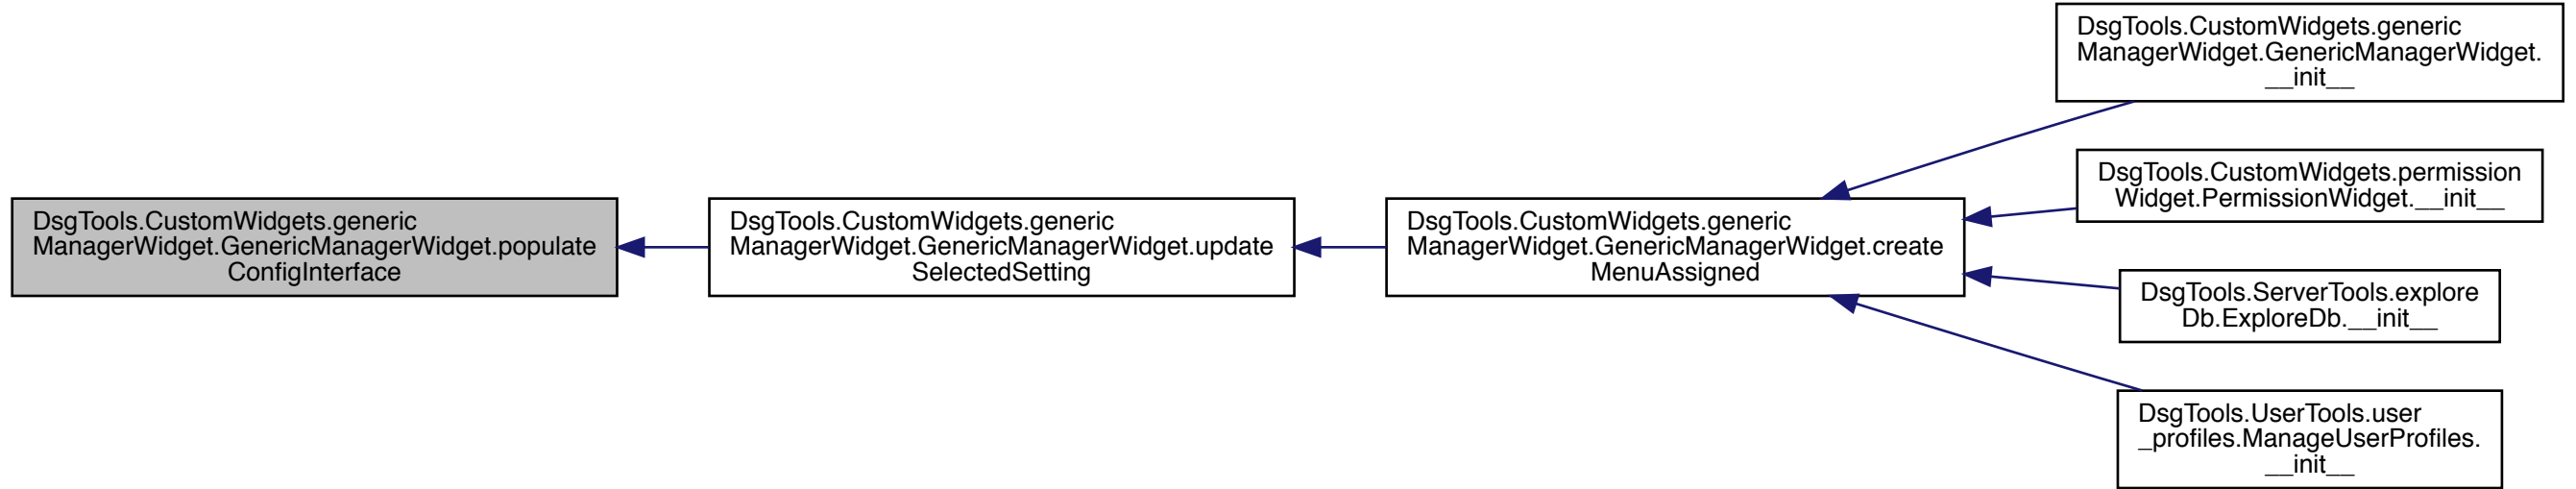 DsgTools.CustomWidgets.generic
ManagerWidget.GenericManagerWidget.populate
ConfigInterface
DsgTools.CustomWidgets.generic
ManagerWidget.GenericManagerWidget.update
SelectedSetting
DsgTools.CustomWidgets.generic
ManagerWidget.GenericManagerWidget.create
MenuAssigned
DsgTools.CustomWidgets.generic
ManagerWidget.GenericManagerWidget.
__init__
DsgTools.CustomWidgets.permission
Widget.PermissionWidget.__init__
DsgTools.ServerTools.explore
Db.ExploreDb.__init__
DsgTools.UserTools.user
_profiles.ManageUserProfiles.
__init__